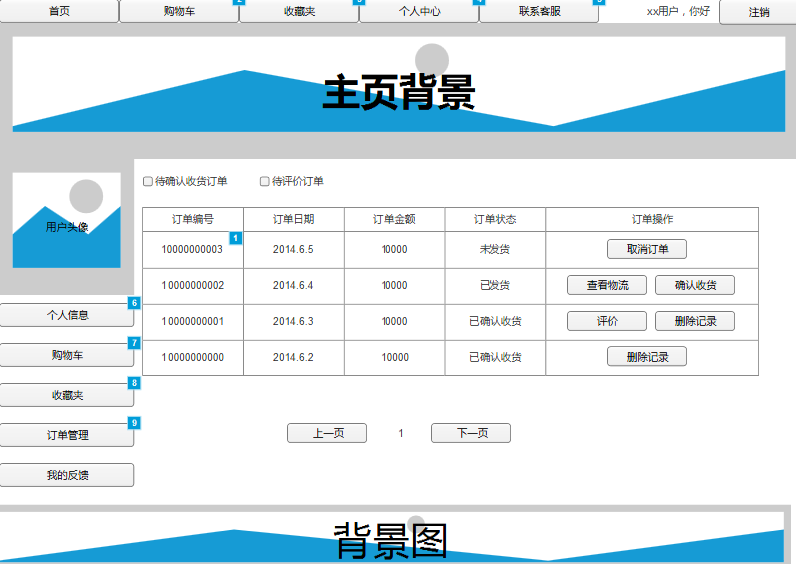 首页 购物车 2 收藏夹 3 个人中心 4 联系客服 5 xx用户，你好 注销
主页背景
待确认收货订单 待评价订单
用户头像
订单编号 订单日期 订单金额 订单状态 订单操作
10000000003 1 2014.6.5 10000 未发货 取消订单
10000000002 2014.6.4 10000 已发货 查看物流 确认收货
10000000001 2014.6.3 10000 已确认收货 评价 删除记录
10000000000 2014.6.2 10000 已确认收货 删除记录
个人信息 6
购物车 7
收藏夹 8
订单管理 9
我的反馈
上一页 1 下一页
背景图